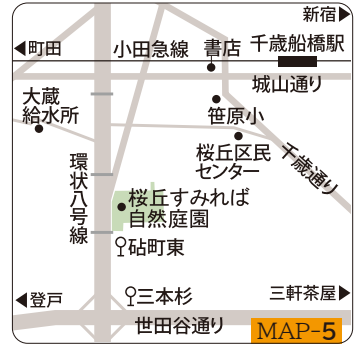 新宿▶
◀町田
小田急線
書店
千歳船橋駅
城山通り
大蔵
給水所
笹原小
桜丘区民
センター
千歳通り
環状八号線
桜丘すみれば
自然庭園
砧町東
三本杉
◀登戸
三軒茶屋▶
世田谷通り
MAP-5